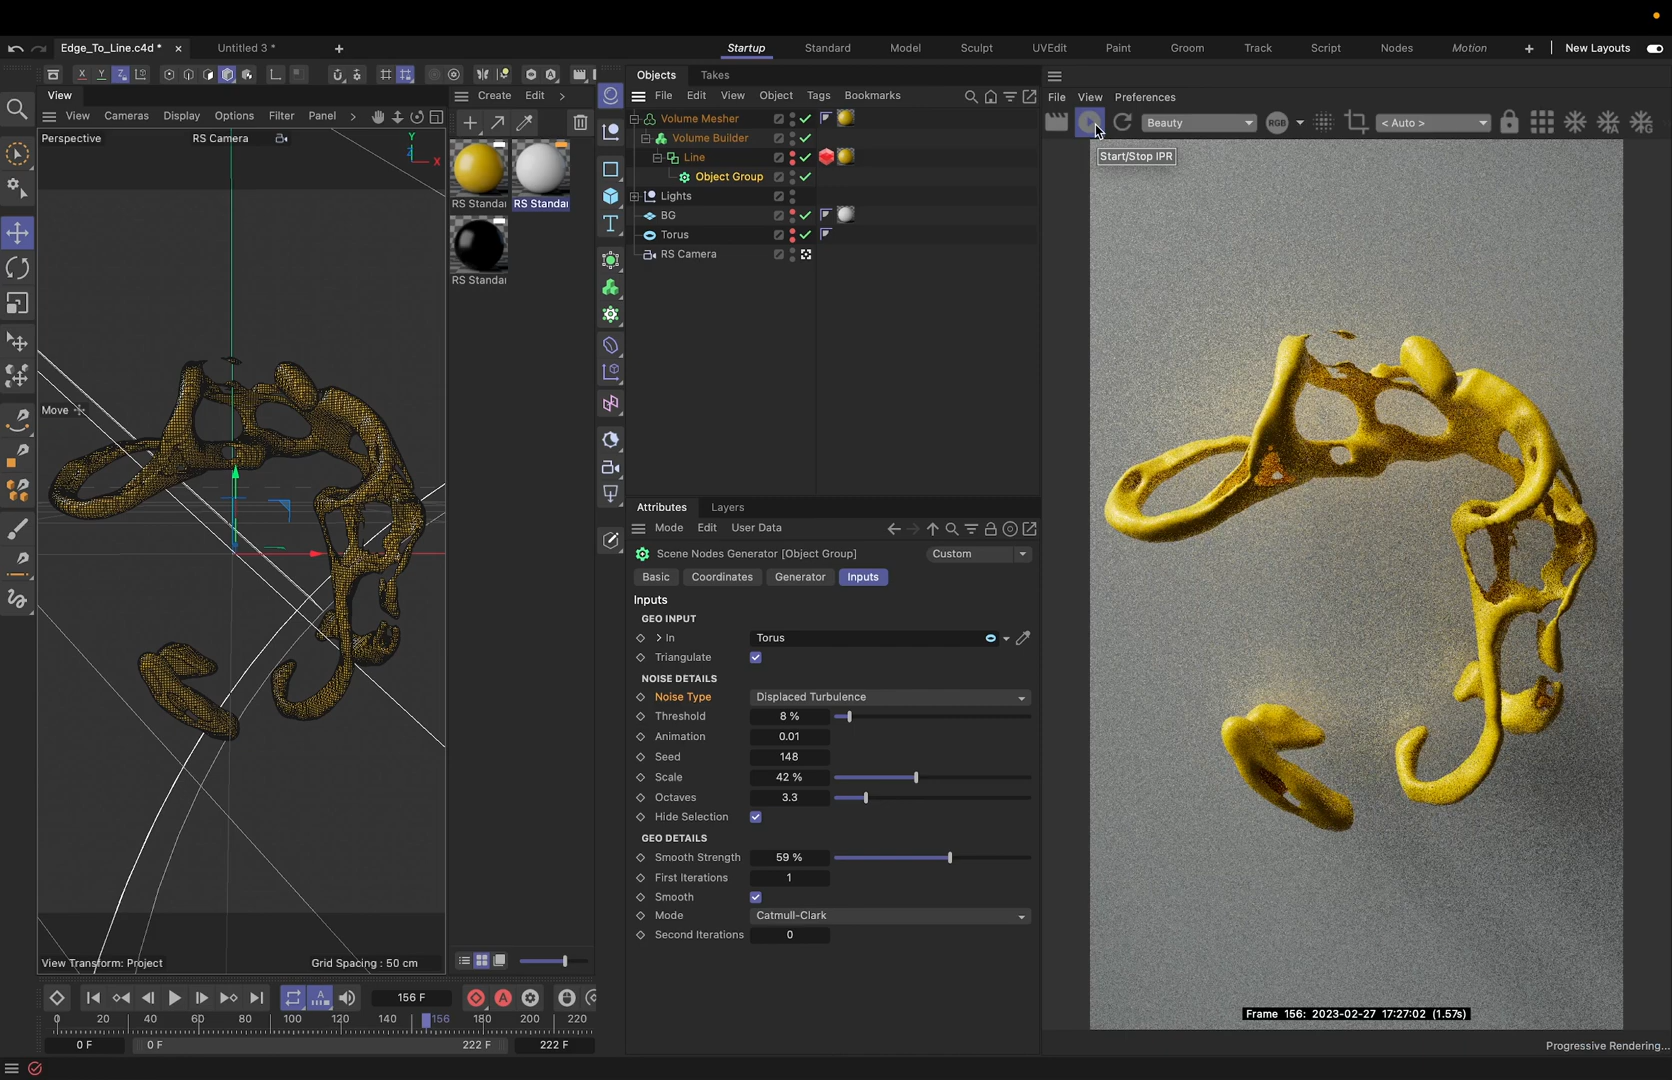 Edge_To_Line.c4d *
Untitled 3 *
Startup
Standard
Model
Sculpt
UVEdit
Paint
Groom
Track
Script
Nodes
Motion
New Layouts
View
Create
Edit
Objects
Takes
View
Cameras
Display
Options
Filter
Panel
File
Edit
View
Object
Tags
Bookmarks
File
View
Preferences
Perspective
RS Camera
Y
Z
X
RS Standar
RS Standar
RS Standar
Volume Mesher
Volume Builder
Line
Object Group
Lights
BG
Torus
RS Camera
Beauty
RGB
< Auto >
Start/Stop IPR
Move
View Transform: Project
Grid Spacing : 50 cm
Attributes
Layers
Mode
Edit
User Data
Scene Nodes Generator [Object Group]
Custom
Basic
Coordinates
Generator
Inputs
Inputs
GEO INPUT
In
Torus
Triangulate
NOISE DETAILS
Noise Type
Displaced Turbulence
Threshold
8 %
Animation
0.01
Seed
148
Scale
42 %
Octaves
3.3
Hide Selection
GEO DETAILS
Smooth Strength
59 %
First Iterations
1
Smooth
Mode
Catmull-Clark
Second Iterations
0
156 F
0
20
40
60
80
100
120
140
156
180
200
220
0 F
0 F
222 F
222 F
Frame 156: 2023-02-27 17:27:02 (1.57s)
Progressive Rendering...